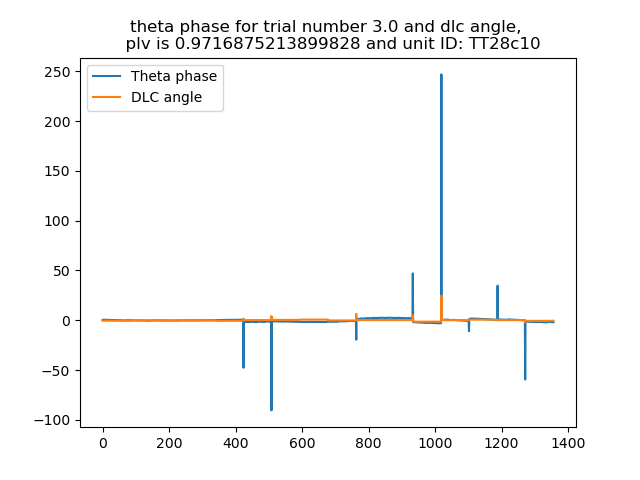 theta phase for trial number 3.0 and dlc angle,
plv is 0.9716875213899828 and unit ID: TT28c10
Theta phase
DLC angle
250
200
150
100
50
0
−50
−100
0 200 400 600 800 1000 1200 1400